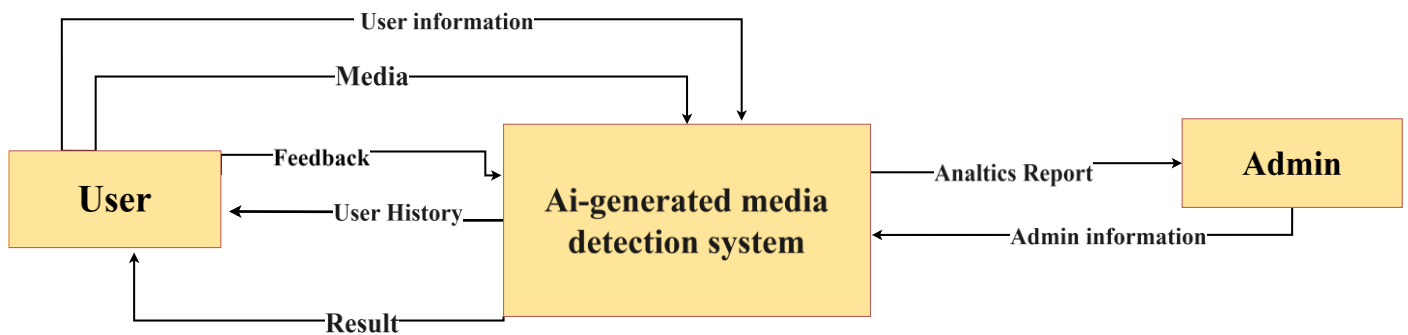 User information
Media
Feedback
User
User History
Result
Ai-generated media
detection system
Analtics Report
Admin
Admin information